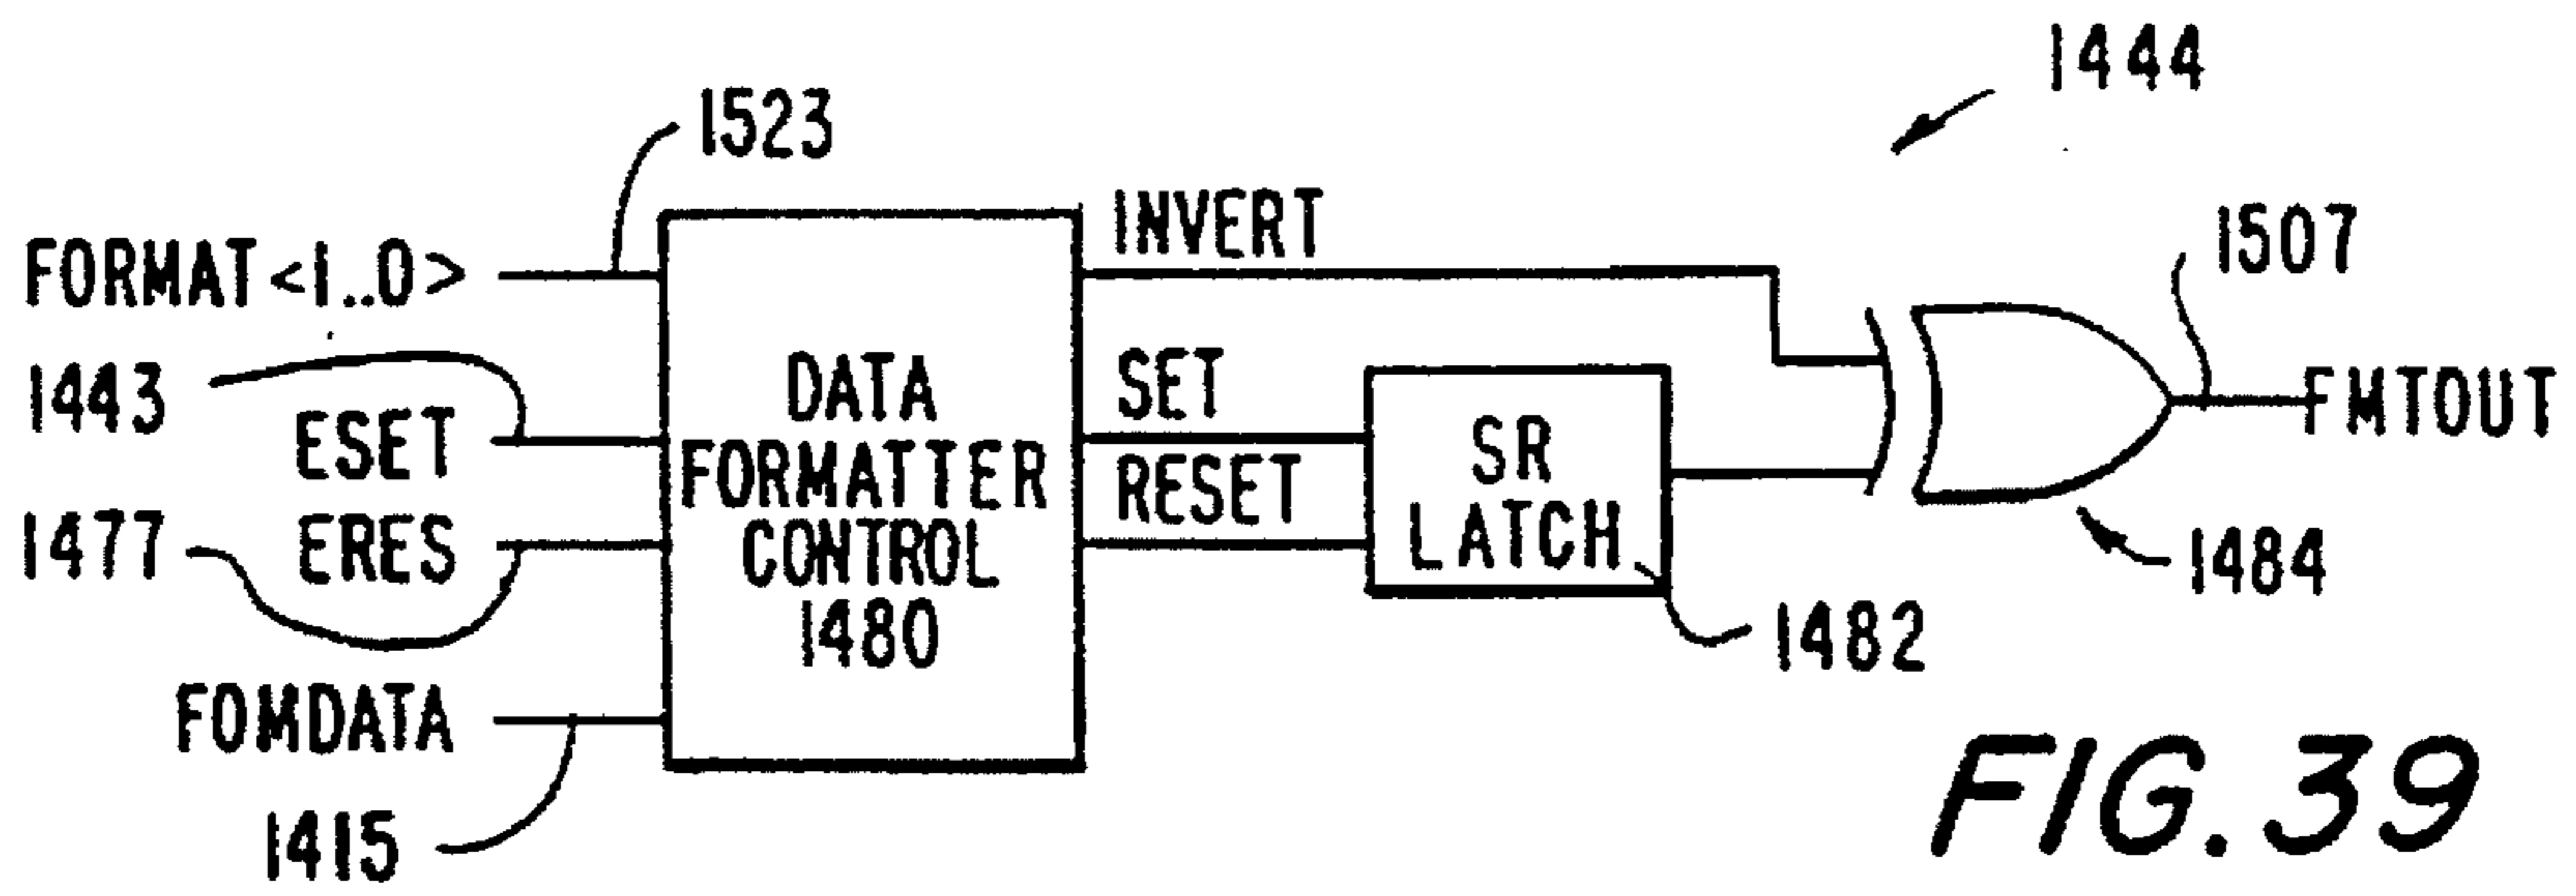 1444
1523
INVERT
1507
FORMAT<1..0>
1443
ESET
DATA
FORMATTER
CONTROL
1480
SET
RESET
SR
LATCH
FMTOUT
1477
ERES
1484
1482
FOMDATA
1415
FIG. 39